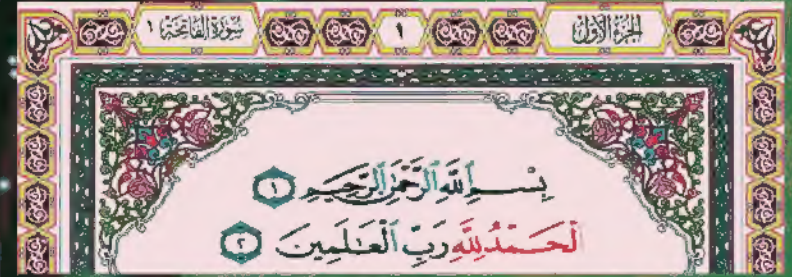 الجزء الأول ١ سورة الفاتحة ١
بِسْمِ ٱللَّهِ ٱلرَّحْمَٰنِ ٱلرَّحِيمِ ١
ٱلْحَمْدُ لِلَّهِ رَبِّ ٱلْعَٰلَمِينَ ٢